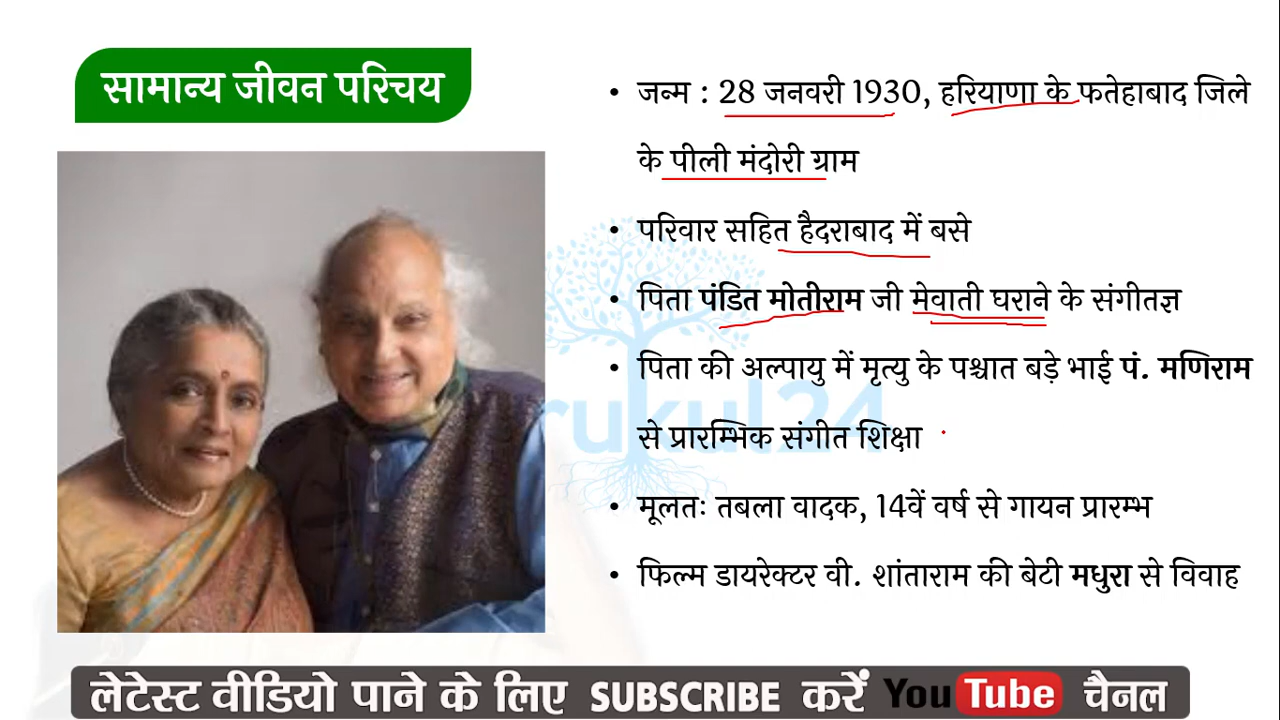 सामान्य जीवन परिचय
• जन्म : 28 जनवरी 1930, हरियाणा के फतेहाबाद जिले
के पीली मंदोरी ग्राम
• परिवार सहित हैदराबाद में बसे
• पिता पंडित मोतीराम जी मेवाती घराने के संगीतज्ञ
• पिता की अल्पायु में मृत्यु के पश्चात बड़े भाई पं. मणिराम
से प्रारम्भिक संगीत शिक्षा
• मूलतः तबला वादक, 14वें वर्ष से गायन प्रारम्भ
• फिल्म डायरेक्टर वी. शांताराम की बेटी मधुरा से विवाह
लेटेस्ट वीडियो पाने के लिए SUBSCRIBE करें YouTube चैनल